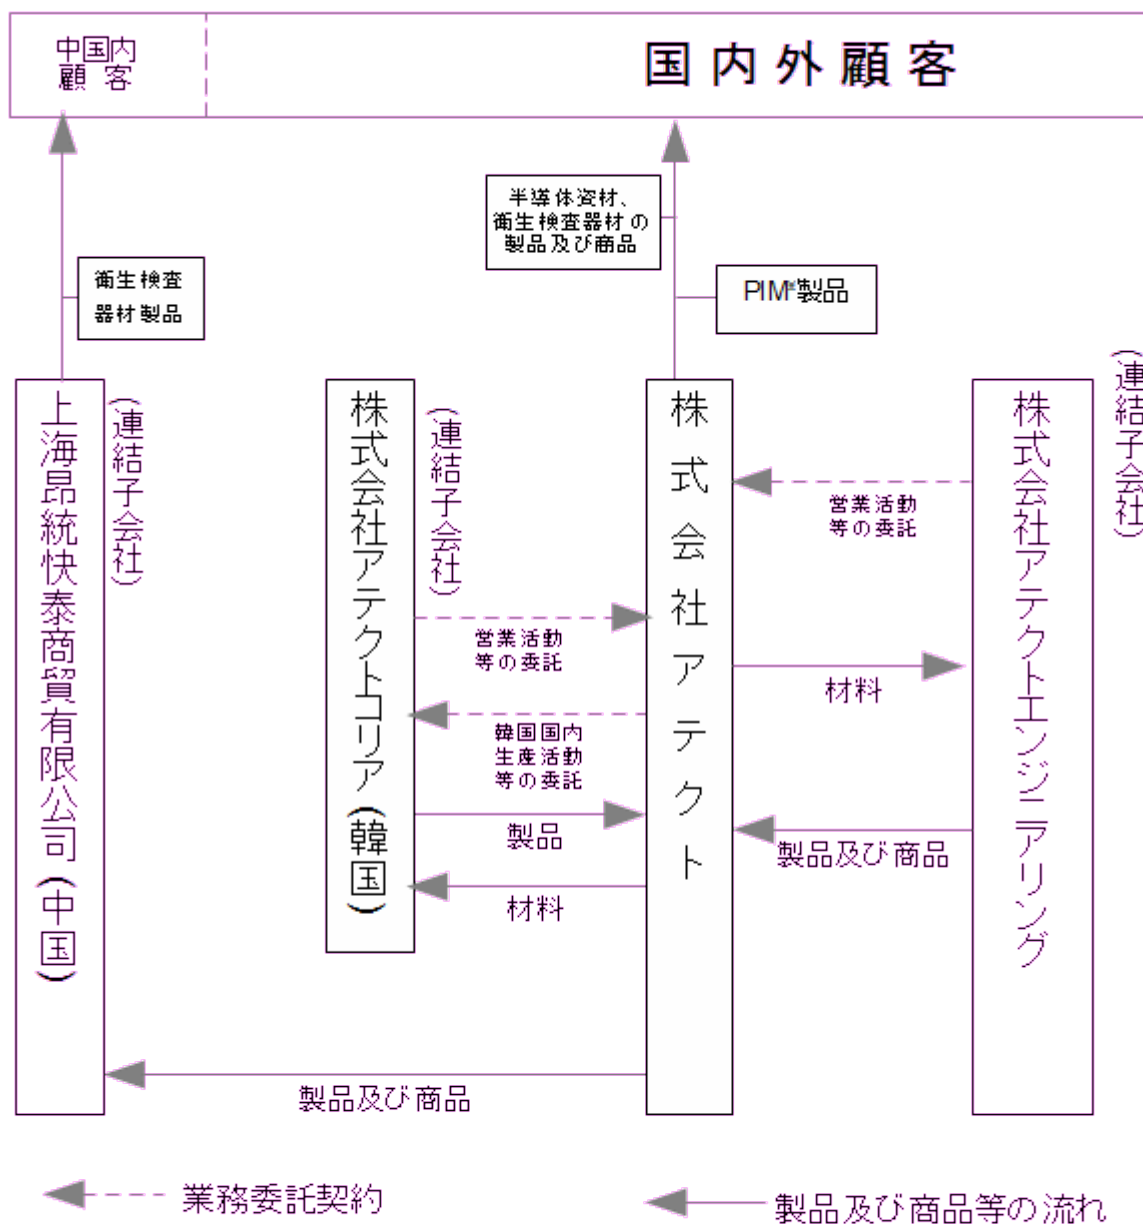 中国内
顧客
国内外顧客
半導体資材、
衛生検査器材の
製品及び商品
衛生検査
器材製品
PIM※製品
上海昂統快泰商貿有限公司(中国)
(連結子会社)
株式会社アテクトコリア(韓国)
(連結子会社)
株式会社アテクト
株式会社アテクトエンジニアリング
(連結子会社)
営業活動
等の委託
営業活動
等の委託
材料
韓国国内
生産活動
等の委託
製品
製品及び商品
材料
製品及び商品
業務委託契約
製品及び商品等の流れ